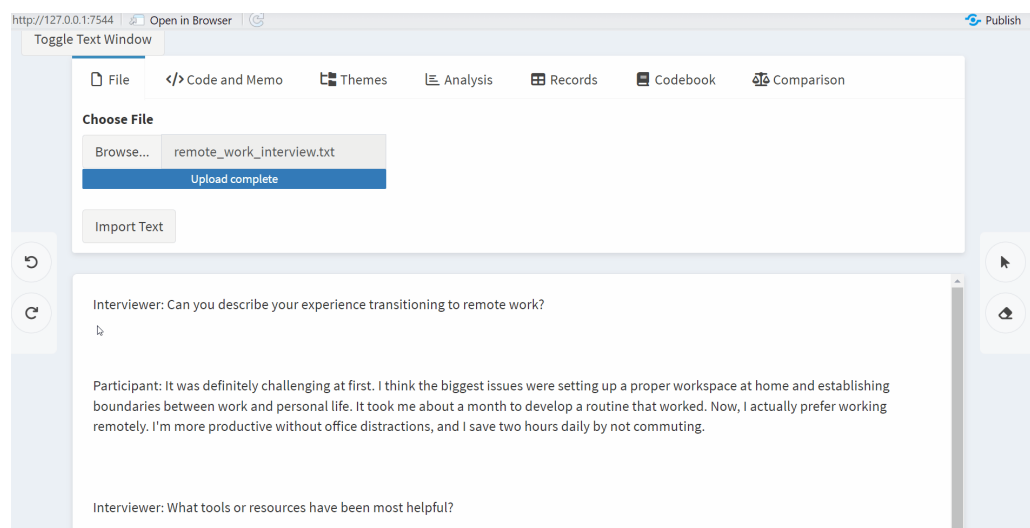 http://127.0.0.1:7544 Open in Browser Publish
Toggle Text Window
File </> Code and Memo Themes Analysis Records Codebook Comparison
Choose File
Browse... remote_work_interview.txt
Upload complete
Import Text
Interviewer: Can you describe your experience transitioning to remote work?
Participant: It was definitely challenging at first. I think the biggest issues were setting up a proper workspace at home and establishing
boundaries between work and personal life. It took me about a month to develop a routine that worked. Now, I actually prefer working
remotely. I'm more productive without office distractions, and I save two hours daily by not commuting.
Interviewer: What tools or resources have been most helpful?